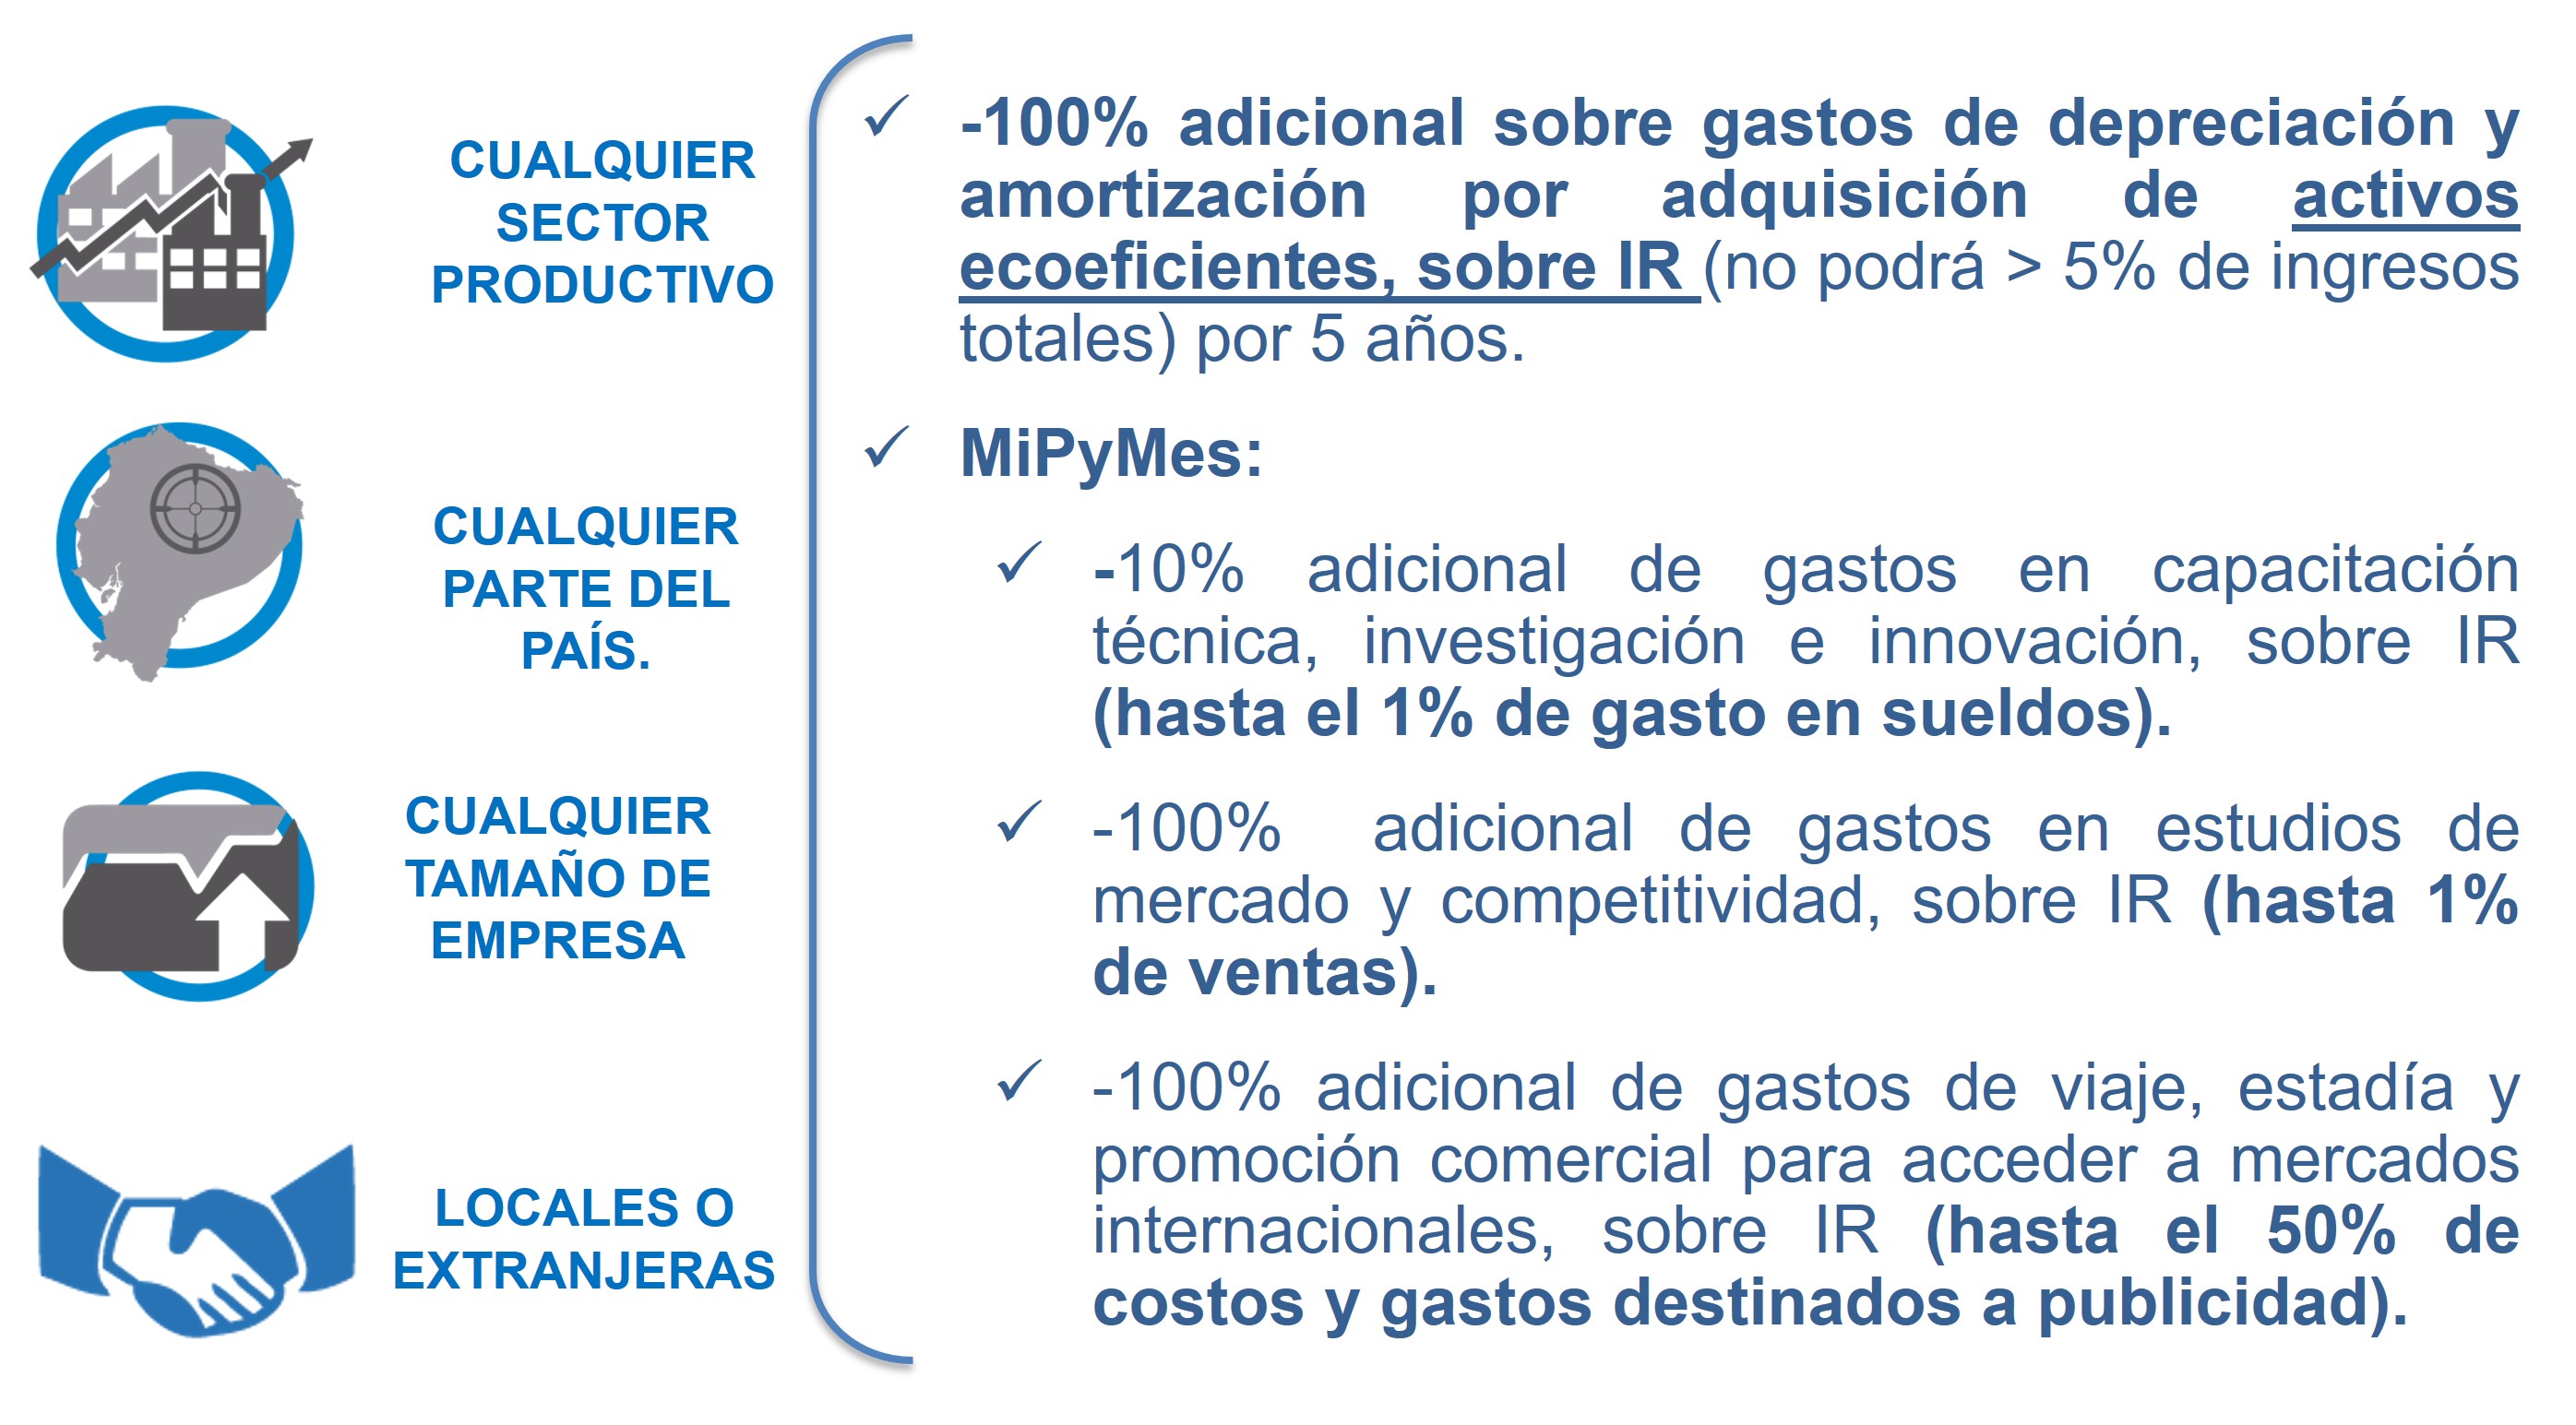 CUALQUIER
SECTOR
PRODUCTIVO
CUALQUIER
PARTE DEL
PAÍS.
CUALQUIER
TAMAÑO DE
EMPRESA
LOCALES O
EXTRANJERAS
✓ -100% adicional sobre gastos de depreciación y
amortización por adquisición de activos
ecoeficientes, sobre IR (no podrá > 5% de ingresos
totales) por 5 años.
✓ MiPyMes:
✓ -10% adicional de gastos en capacitación
técnica, investigación e innovación, sobre IR
(hasta el 1% de gasto en sueldos).
✓ -100% adicional de gastos en estudios de
mercado y competitividad, sobre IR (hasta 1%
de ventas).
✓ -100% adicional de gastos de viaje, estadía y
promoción comercial para acceder a mercados
internacionales, sobre IR (hasta el 50% de
costos y gastos destinados a publicidad).